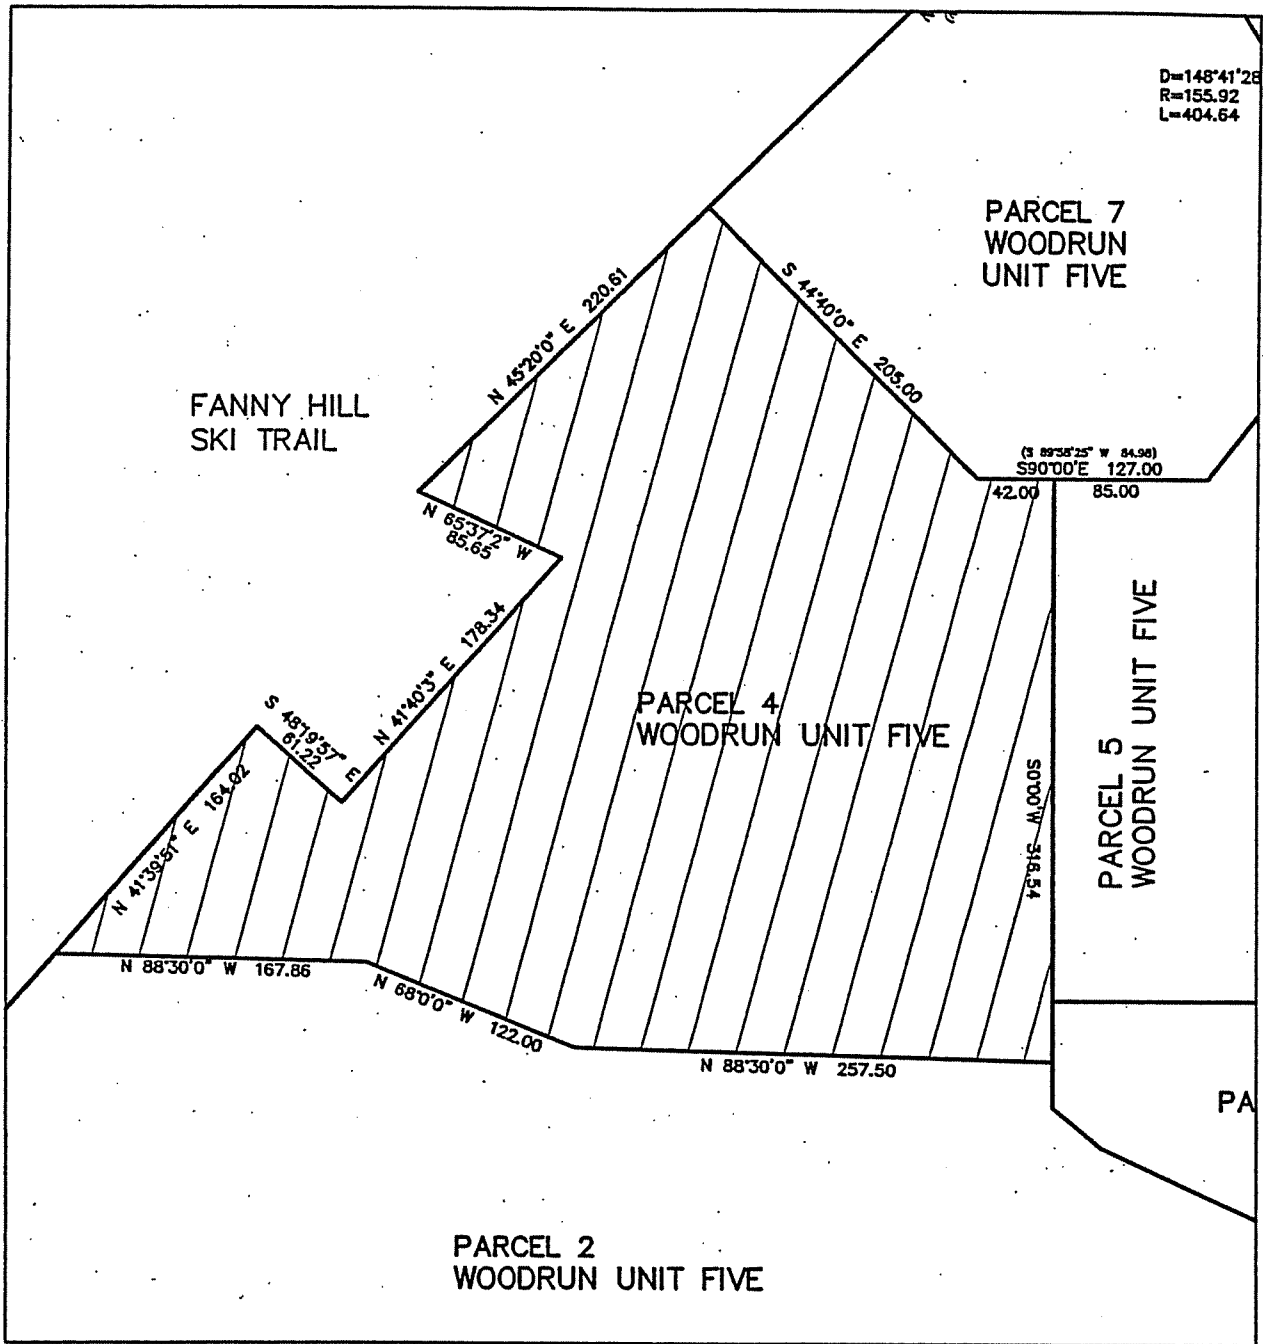 D=148°41'28
R=155.92
L=404.64
PARCEL 7
WOODRUN
UNIT FIVE
N 45°20'0" E 220.61
S 44°40'0" E 205.00
FANNY HILL
SKI TRAIL
(S 89°58'25" W 84.98)
S90°00'E 127.00
42.00 85.00
N 65°37'2" W
85.65
N 41°40'3" E 178.34
S 48°19'57" E
61.22
PARCEL 4
WOODRUN UNIT FIVE
PARCEL 5
WOODRUN UNIT FIVE
S0°00'W 316.54
N 41°39'51" E 164.02
N 88°30'0" W 167.86
N 68°0'0" W 122.00
N 88°30'0" W 257.50
PA
PARCEL 2
WOODRUN UNIT FIVE